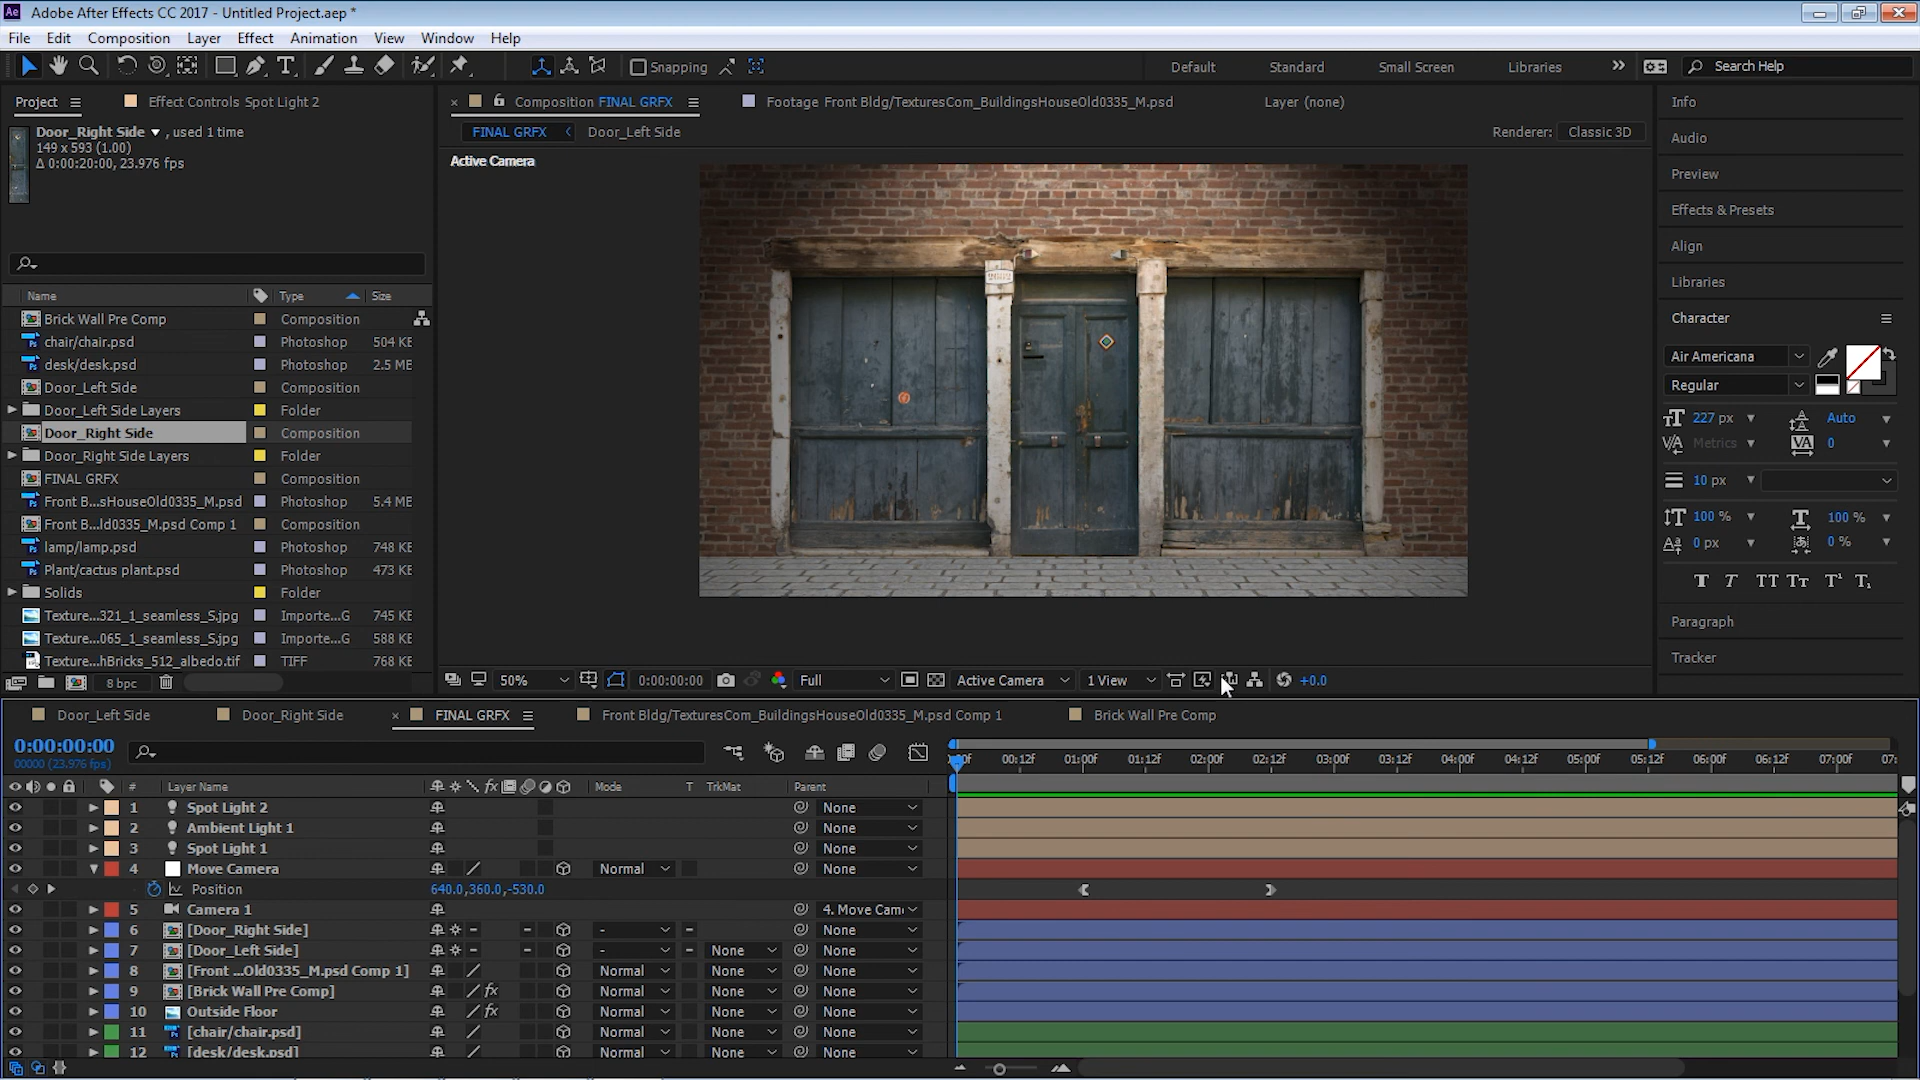 Ae Adobe After Effects CC 2017 - Untitled Project.aep *
File Edit Composition Layer Effect Animation View Window Help
Snapping Default Standard Small Screen Libraries Search Help
Project Effect Controls Spot Light 2
Door_Right Side , used 1 time
149 x 593 (1.00)
Δ 0:00:20:00, 23.976 fps
Name Type Size
Brick Wall Pre Comp Composition
chair/chair.psd Photoshop 504 KE
desk/desk.psd Photoshop 2.5 ME
Door_Left Side Composition
Door_Left Side Layers Folder
Door_Right Side Composition
Door_Right Side Layers Folder
FINAL GRFX Composition
Front B...sHouseOld0335_M.psd Photoshop 5.4 ME
Front B...ld0335_M.psd Comp 1 Composition
lamp/lamp.psd Photoshop 748 KE
Plant/cactus plant.psd Photoshop 473 KE
Solids Folder
Texture...321_1_seamless_S.jpg Importe...G 745 KE
Texture...065_1_seamless_S.jpg Importe...G 588 KE
Texture...hBricks_512_albedo.tif TIFF 768 KE
8 bpc
Composition FINAL GRFX Footage Front Bldg/TexturesCom_BuildingsHouseOld0335_M.psd Layer (none)
FINAL GRFX Door_Left Side Renderer: Classic 3D
Active Camera
50% 0:00:00:00 Full Active Camera 1 View +0.0
Info
Audio
Preview
Effects & Presets
Align
Libraries
Character
Air Americana
Regular
227 px Auto
Metrics 0
10 px
100 % 100 %
0 px 0 %
T T TT Tт T¹ T₁
Paragraph
Tracker
Door_Left Side Door_Right Side FINAL GRFX Front Bldg/TexturesCom_BuildingsHouseOld0335_M.psd Comp 1 Brick Wall Pre Comp
0:00:00:00
00000 (23.976 fps)
00:12f 01:00f 01:12f 02:00f 02:12f 03:00f 03:12f 04:00f 04:12f 05:00f 05:12f 06:00f 06:12f 07:00f 07:
# Layer Name Mode T TrkMat Parent
1 Spot Light 2 None
2 Ambient Light 1 None
3 Spot Light 1 None
4 Move Camera Normal None
Position 640.0,360.0,-530.0
5 Camera 1 4. Move Cam
6 [Door_Right Side] - None
7 [Door_Left Side] - None None
8 [Front ...Old0335_M.psd Comp 1] Normal None None
9 [Brick Wall Pre Comp] Normal None None
10 Outside Floor Normal None None
11 [chair/chair.psd] Normal None None
12 [desk/desk.psd] Normal None None